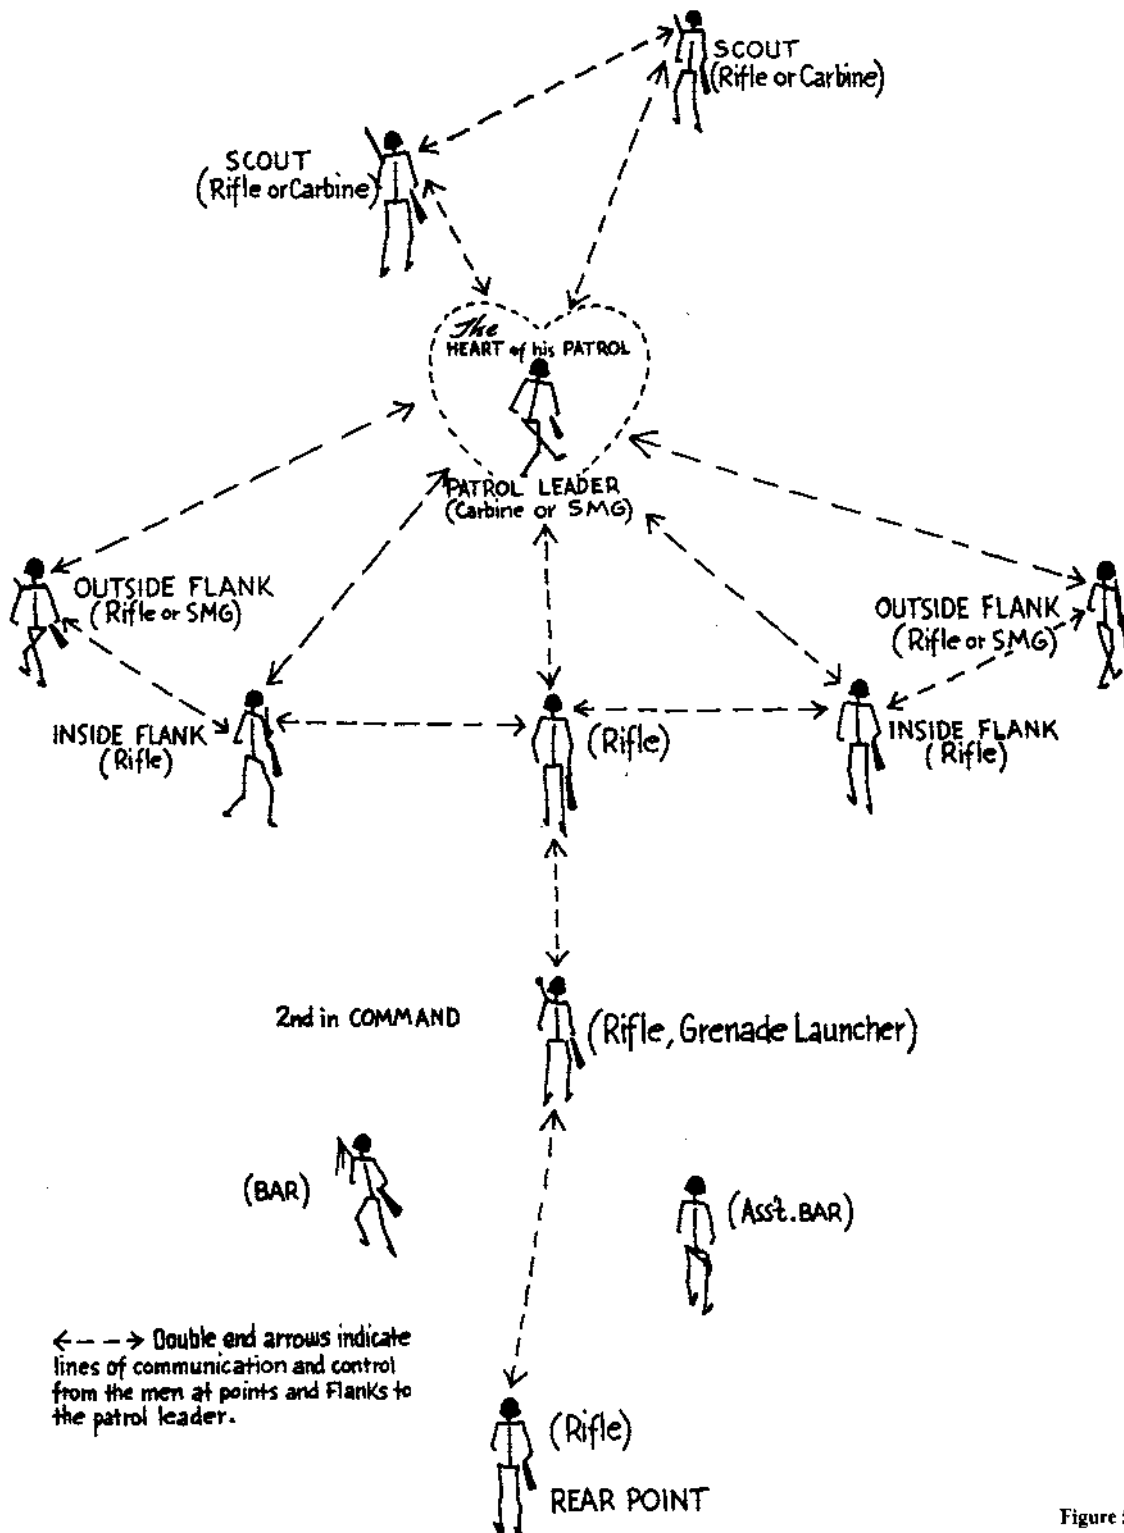 SCOUT
(Rifle or Carbine)
SCOUT
(Rifle or Carbine)
The
HEART of his PATROL
PATROL LEADER
(Carbine or SMG)
OUTSIDE FLANK
(Rifle or SMG)
OUTSIDE FLANK
(Rifle or SMG)
INSIDE FLANK
(Rifle)
(Rifle)
INSIDE FLANK
(Rifle)
2nd in COMMAND
(Rifle, Grenade Launcher)
(BAR)
(Ass't. BAR)
Double end arrows indicate
lines of communication and control
from the men at points and Flanks to
the patrol leader.
(Rifle)
REAR POINT
Figure